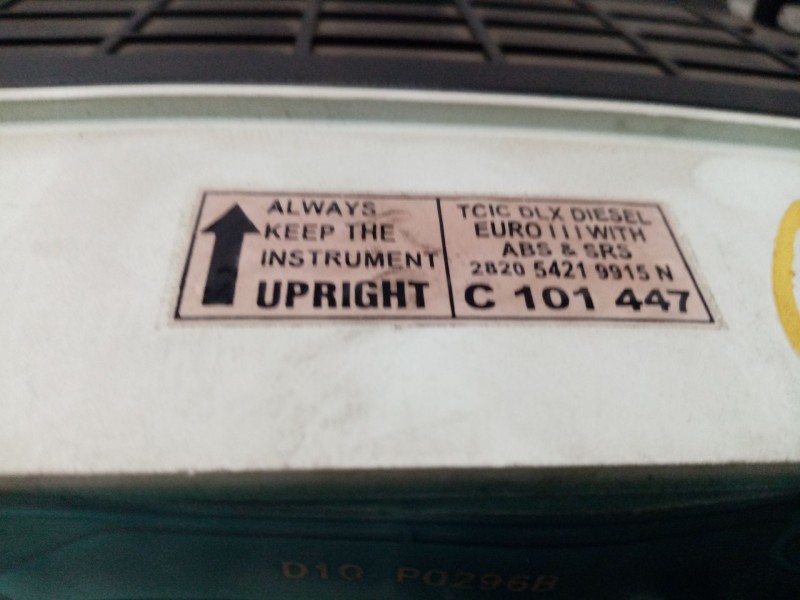 ALWAYS
KEEP THE
INSTRUMENT
UPRIGHT
TCIC DLX DIESEL
EURO III WITH
ABS & SRS
2820 5421 9915 N
C 101 447
D10 P0296B